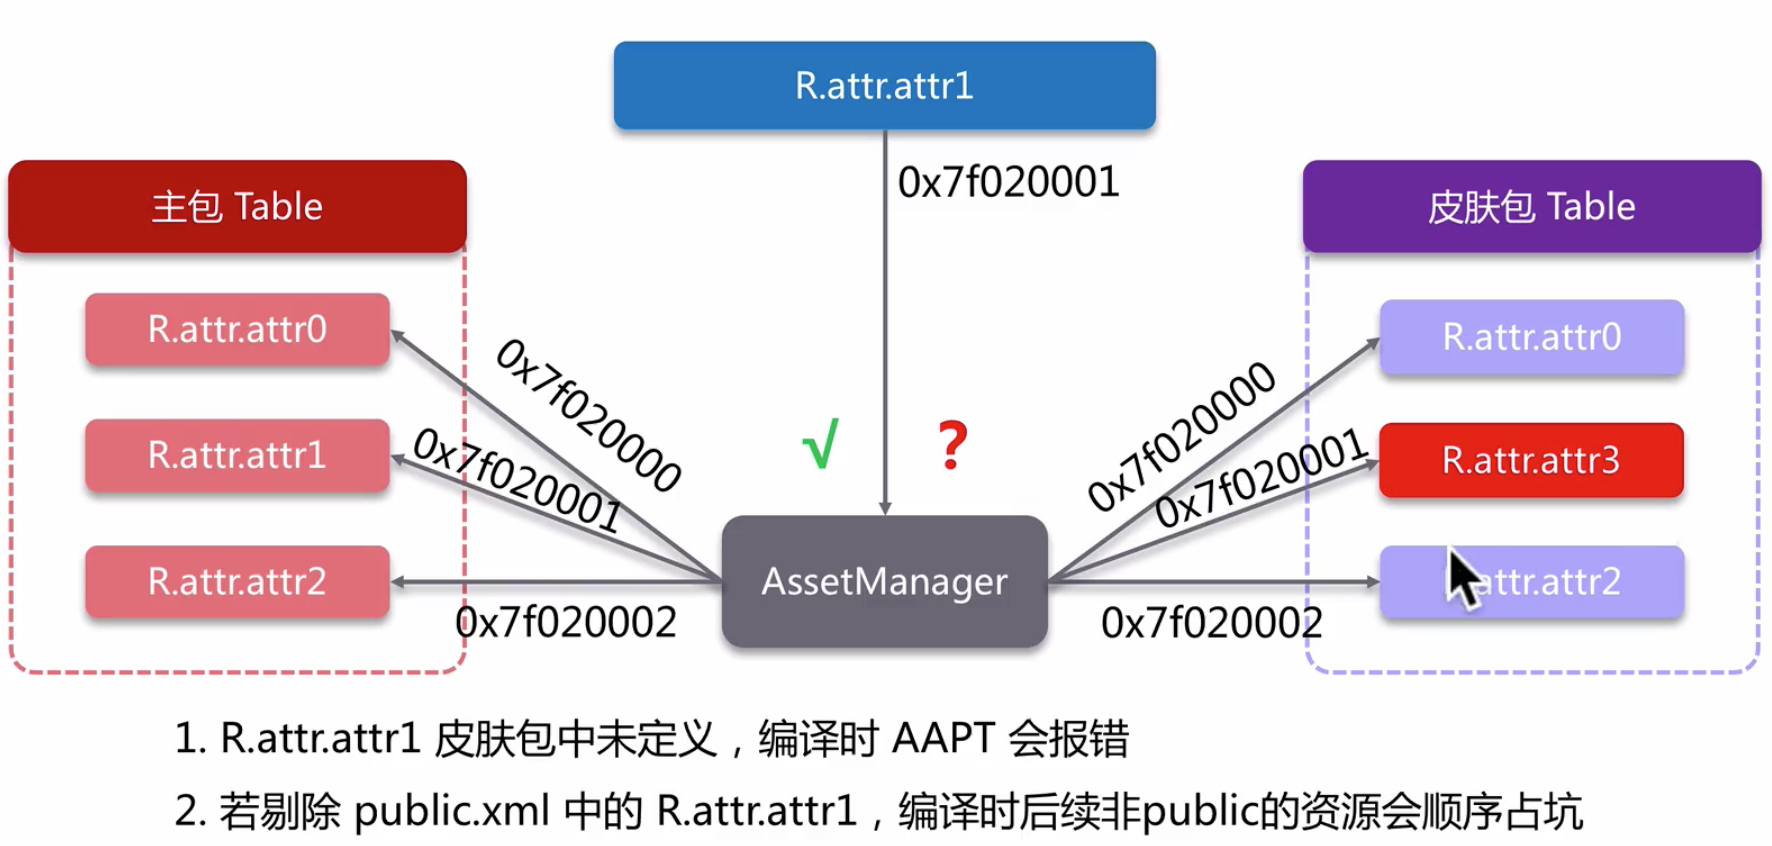 R.attr.attr1
0x7f020001
主包 Table
皮肤包 Table
R.attr.attr0
R.attr.attr1
R.attr.attr2
0x7f020000
0x7f020001
0x7f020002
√
?
AssetManager
0x7f020000
0x7f020001
0x7f020002
R.attr.attr0
R.attr.attr3
attr.attr2
1. R.attr.attr1 皮肤包中未定义，编译时 AAPT 会报错
2. 若剔除 public.xml 中的 R.attr.attr1，编译时后续非public的资源会顺序占坑